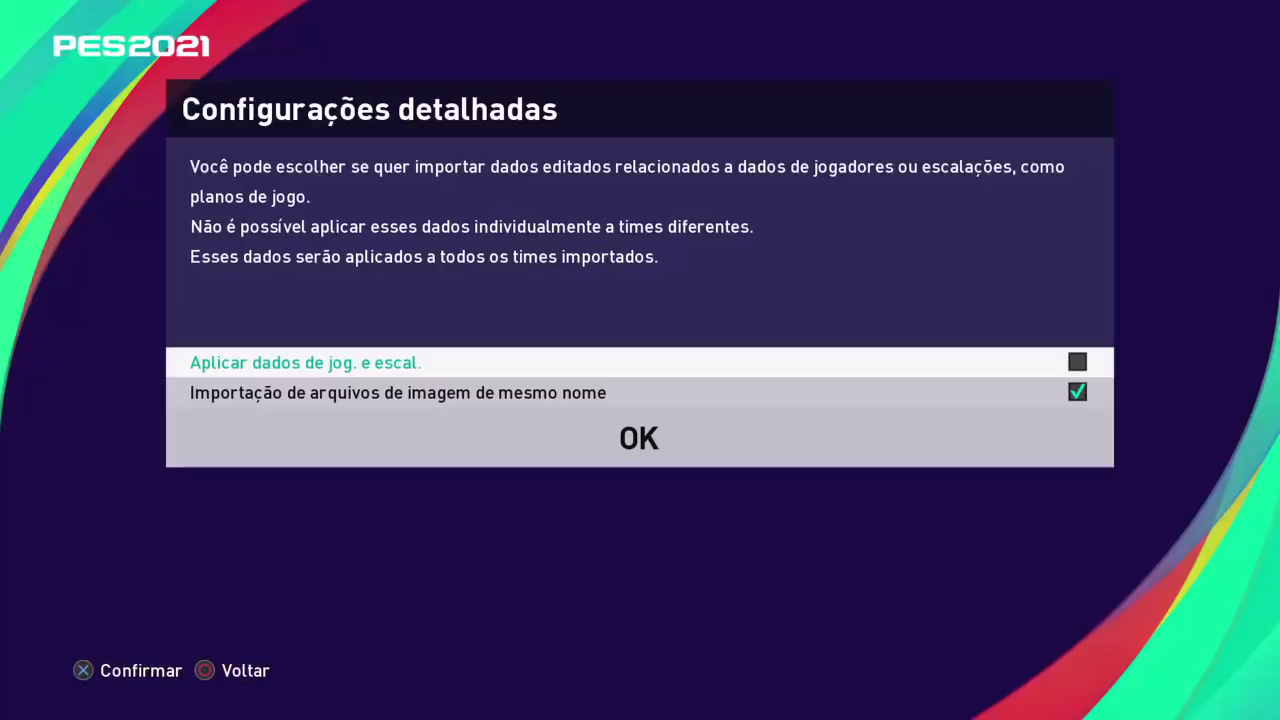 PES2021
Configurações detalhadas
Você pode escolher se quer importar dados editados relacionados a dados de jogadores ou escalações, como
planos de jogo.
Não é possível aplicar esses dados individualmente a times diferentes.
Esses dados serão aplicados a todos os times importados.
Aplicar dados de jog. e escal.
Importação de arquivos de imagem de mesmo nome
OK
Confirmar Voltar